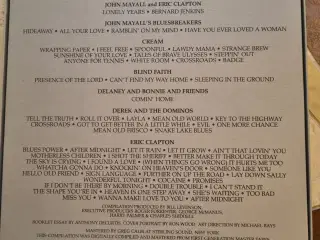 JOHN MAYALL and ERIC CLAPTON
LONELY YEARS • BERNARD JENKINS
JOHN MAYALL'S BLUESBREAKERS
HIDEAWAY • ALL YOUR LOVE • RAMBLIN' ON MY MIND • HAVE YOU EVER LOVED A WOMAN
CREAM
WRAPPING PAPER • I FEEL FREE • SPOONFUL • LAWDY MAMA • STRANGE BREW
SUNSHINE OF YOUR LOVE • TALES OF BRAVE ULYSSES • STEPPIN' OUT
ANYONE FOR TENNIS • WHITE ROOM • CROSSROADS • BADGE
BLIND FAITH
PRESENCE OF THE LORD • CAN'T FIND MY WAY HOME • SLEEPING IN THE GROUND
DELANEY AND BONNIE AND FRIENDS
COMIN' HOME
DEREK AND THE DOMINOS
TELL THE TRUTH • ROLL IT OVER • LAYLA • MEAN OLD WORLD • KEY TO THE HIGHWAY
CROSSROADS • GOT TO GET BETTER IN A LITTLE WHILE • EVIL • ONE MORE CHANCE
MEAN OLD FRISCO • SNAKE LAKE BLUES
ERIC CLAPTON
BLUES POWER • AFTER MIDNIGHT • LET IT RAIN • LET IT GROW • AIN'T THAT LOVIN' YOU
MOTHERLESS CHILDREN • I SHOT THE SHERIFF • BETTER MAKE IT THROUGH TODAY
THE SKY IS CRYING • I FOUND A LOVE • (WHEN THINGS GO WRONG) IT HURTS ME TOO
WHATCHA GONNA DO • KNOCKIN' ON HEAVEN'S DOOR • SOMEONE LIKE YOU
HELLO OLD FRIEND • SIGN LANGUAGE • FURTHER ON UP THE ROAD • LAY DOWN SALLY
WONDERFUL TONIGHT • COCAINE • PROMISES
IF I DON'T BE THERE BY MORNING • DOUBLE TROUBLE • I CAN'T STAND IT
THE SHAPE YOU'RE IN • HEAVEN IS ONE STEP AWAY • SHE'S WAITING • TOO BAD
MISS YOU • WANNA MAKE LOVE TO YOU • AFTER MIDNIGHT
COMPILATION PRODUCED BY BILL LEVENSON
EXECUTIVE PRODUCER ROGER FORRESTER